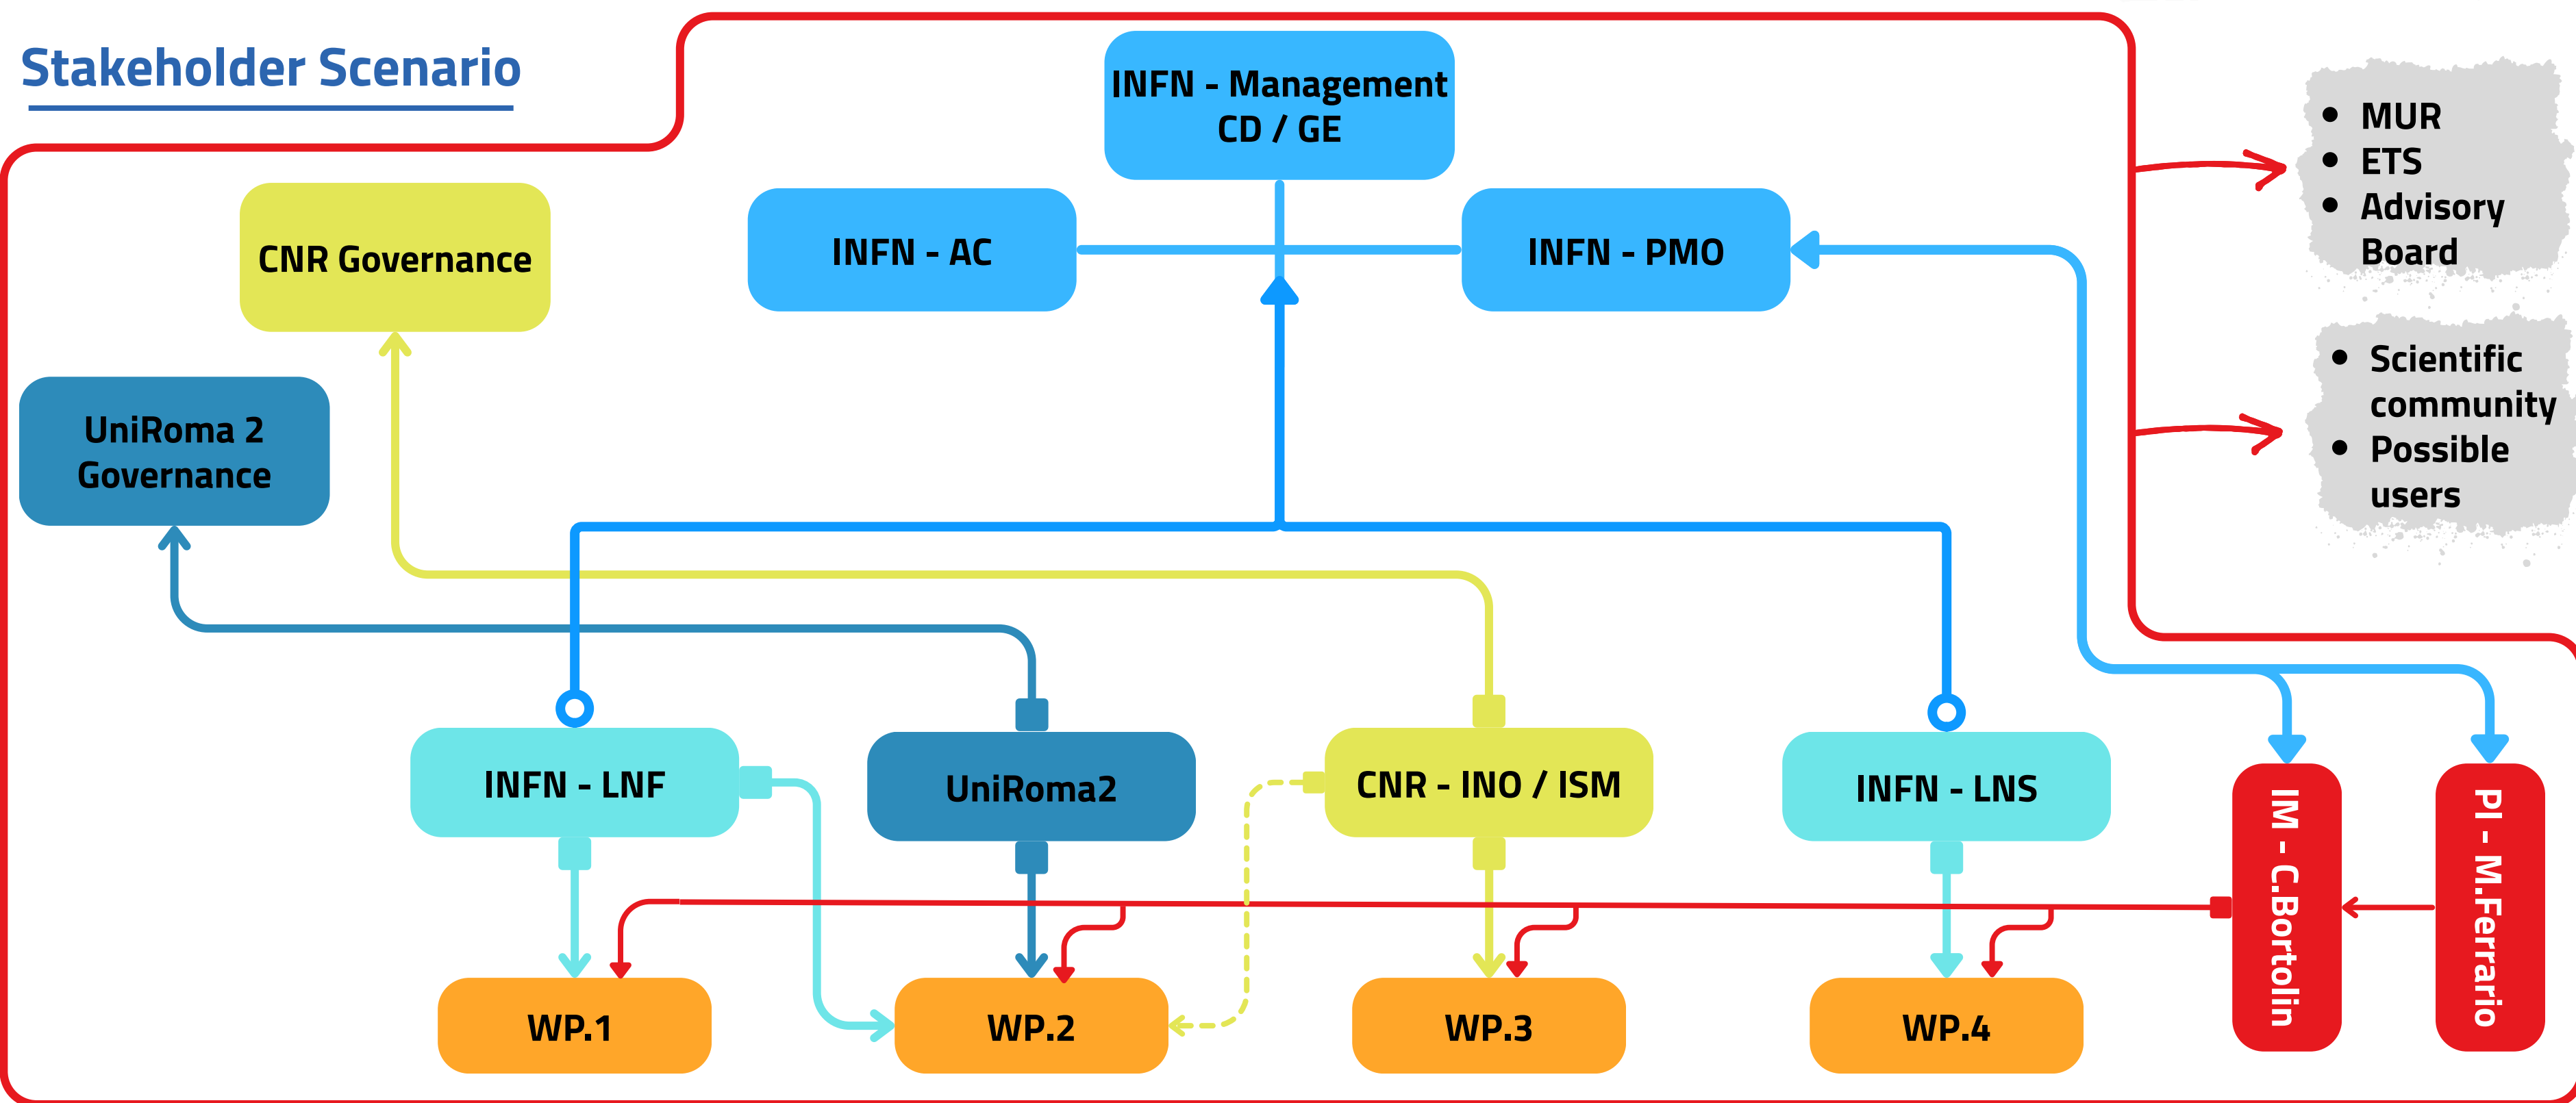 Stakeholder Scenario
INFN - Management
CD / GE
CNR Governance
INFN - AC
INFN - PMO
• MUR
• ETS
• Advisory
Board
UniRoma 2
Governance
• Scientific
community
• Possible
users
INFN - LNF
UniRoma2
CNR - INO / ISM
INFN - LNS
IM - C.Bortolin
PI - M.Ferrario
WP.1
WP.2
WP.3
WP.4